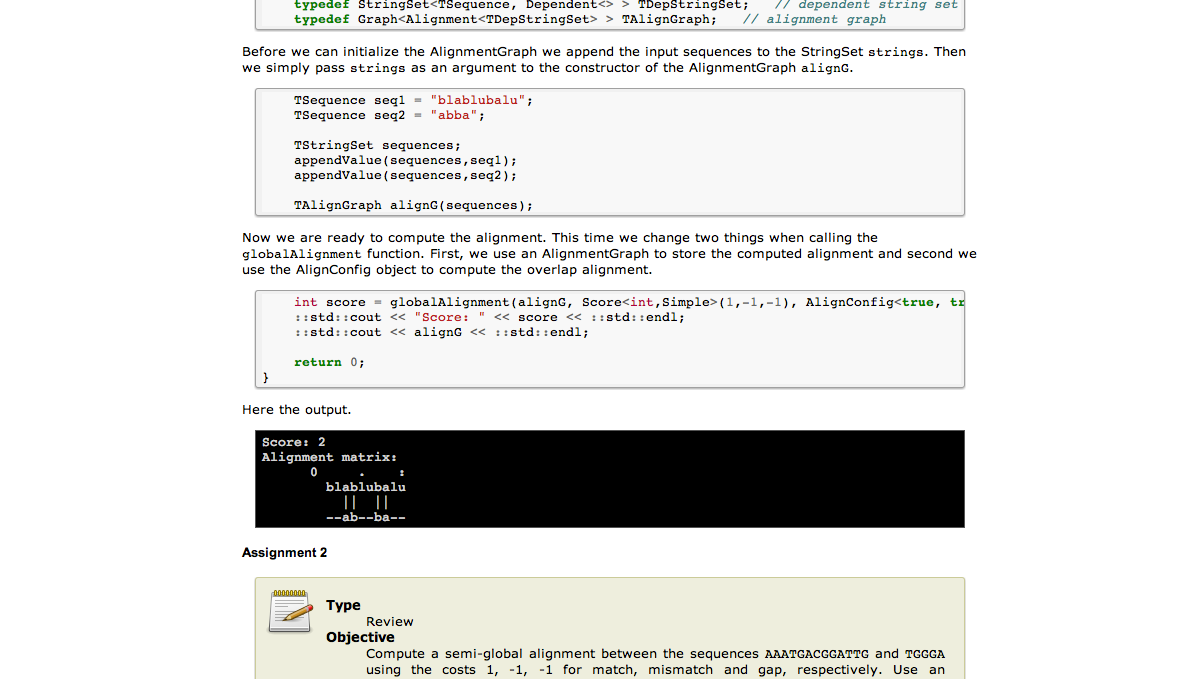 typedef StringSet<TSequence, Dependent<> > TDepStringSet;   // dependent string set
typedef Graph<Alignment<TDepStringSet> > TAlignGraph;   // alignment graph
Before we can initialize the AlignmentGraph we append the input sequences to the StringSet strings. Then
we simply pass strings as an argument to the constructor of the AlignmentGraph alignG.
TSequence seq1 = "blablubalu";
TSequence seq2 = "abba";
TStringSet sequences;
appendValue(sequences,seq1);
appendValue(sequences,seq2);
TAlignGraph alignG(sequences);
Now we are ready to compute the alignment. This time we change two things when calling the
globalAlignment function. First, we use an AlignmentGraph to store the computed alignment and second we
use the AlignConfig object to compute the overlap alignment.
int score = globalAlignment(alignG, Score<int,Simple>(1,-1,-1), AlignConfig<true, tr
::std::cout << "Score: " << score << ::std::endl;
::std::cout << alignG << ::std::endl;
return 0;
}
Here the output.
Score: 2
Alignment matrix:
      0     .    :
        blablubalu
          ||  ||
        --ab--ba--
Assignment 2
Type
Review
Objective
Compute a semi-global alignment between the sequences AAATGACGGATTG and TGGGA
using the costs 1, -1, -1 for match, mismatch and gap, respectively. Use an